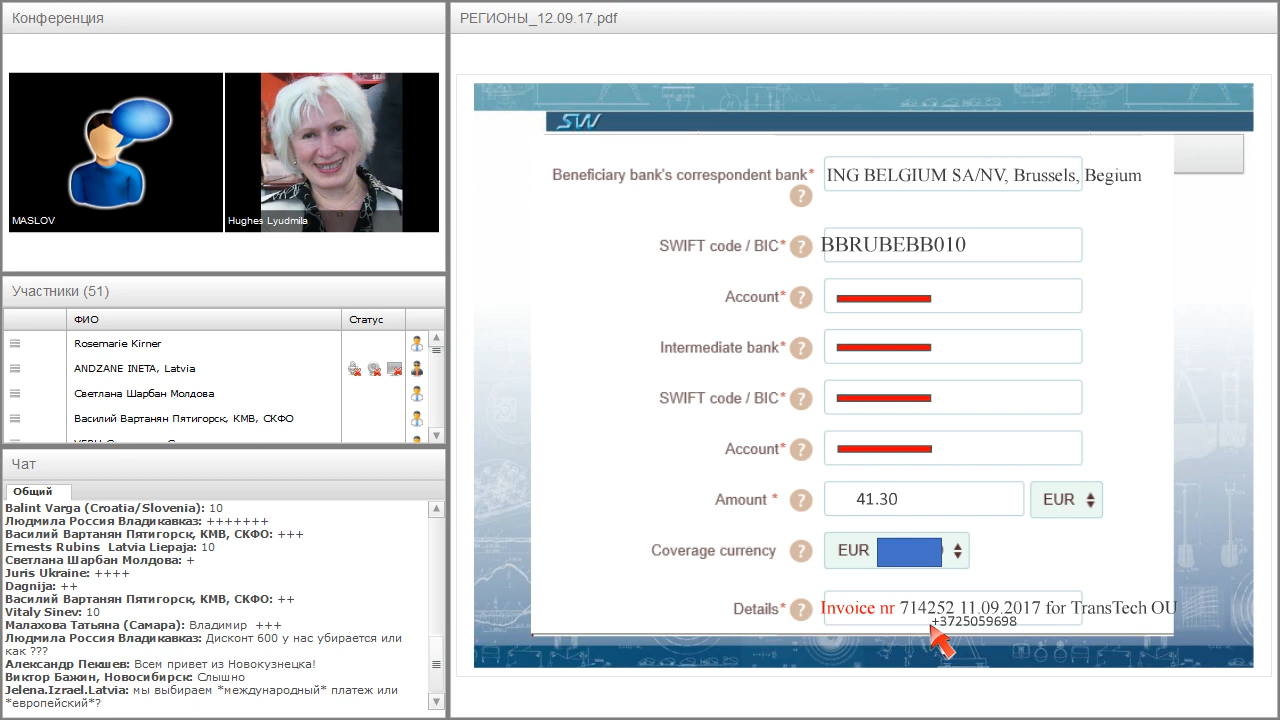 Конференция
MASLOV
Hughes Lyudmila
Участники (51)
ФИО
Статус
Rosemarie Kirner
ANDZANE INETA, Latvia
Светлана Шарбан Молдова
Василий Вартанян Пятигорск, КМВ, СКФО
Чат
Общий
Balint Varga (Croatia/Slovenia): 10
Людмила Россия Владикавказ: +++++++
Василий Вартанян Пятигорск, КМВ, СКФО: +++
Ernests Rubins Latvia Liepaja: 10
Светлана Шарбан Молдова: +
Juris Ukraine: ++++
Dagnija: ++
Василий Вартанян Пятигорск, КМВ, СКФО: ++
Vitaly Sinev: 10
Малахова Татьяна (Самара): Владимир +++
Людмила Россия Владикавказ: Дисконт 600 у нас убирается или
как ???
Александр Пекшев: Всем привет из Новокузнецка!
Виктор Бажин, Новосибирск: Слышно
Jelena.Izrael.Latvia: мы выбираем *международный* платеж или
*европейский*?
РЕГИОНЫ_12.09.17.pdf
SW
Beneficiary bank's correspondent bank* ING BELGIUM SA/NV, Brussels, Begium
?
SWIFT code / BIC* ? BBRUBEBB010
Account* ?
Intermediate bank* ?
SWIFT code / BIC* ?
Account* ?
Amount * ? 41.30 EUR
Coverage currency ? EUR
Details* ? Invoice nr 714252 11.09.2017 for TransTech OU
+3725059698